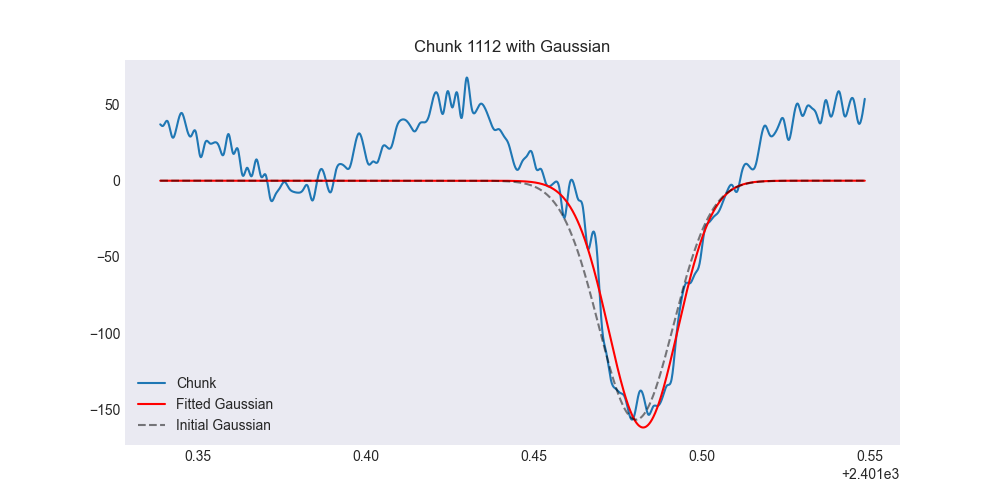 Chunk 1112 with Gaussian
50
0
−50
−100
−150
Chunk
Fitted Gaussian
Initial Gaussian
0.35 0.40 0.45 0.50 0.55
+2.401e3